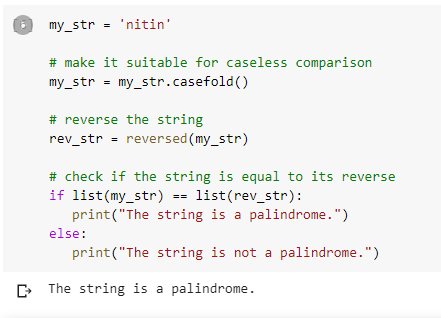 my_str = 'nitin'
# make it suitable for caseless comparison
my_str = my_str.casefold()
# reverse the string
rev_str = reversed(my_str)
# check if the string is equal to its reverse
if list(my_str) == list(rev_str):
print("The string is a palindrome.")
else:
print("The string is not a palindrome.")
The string is a palindrome.